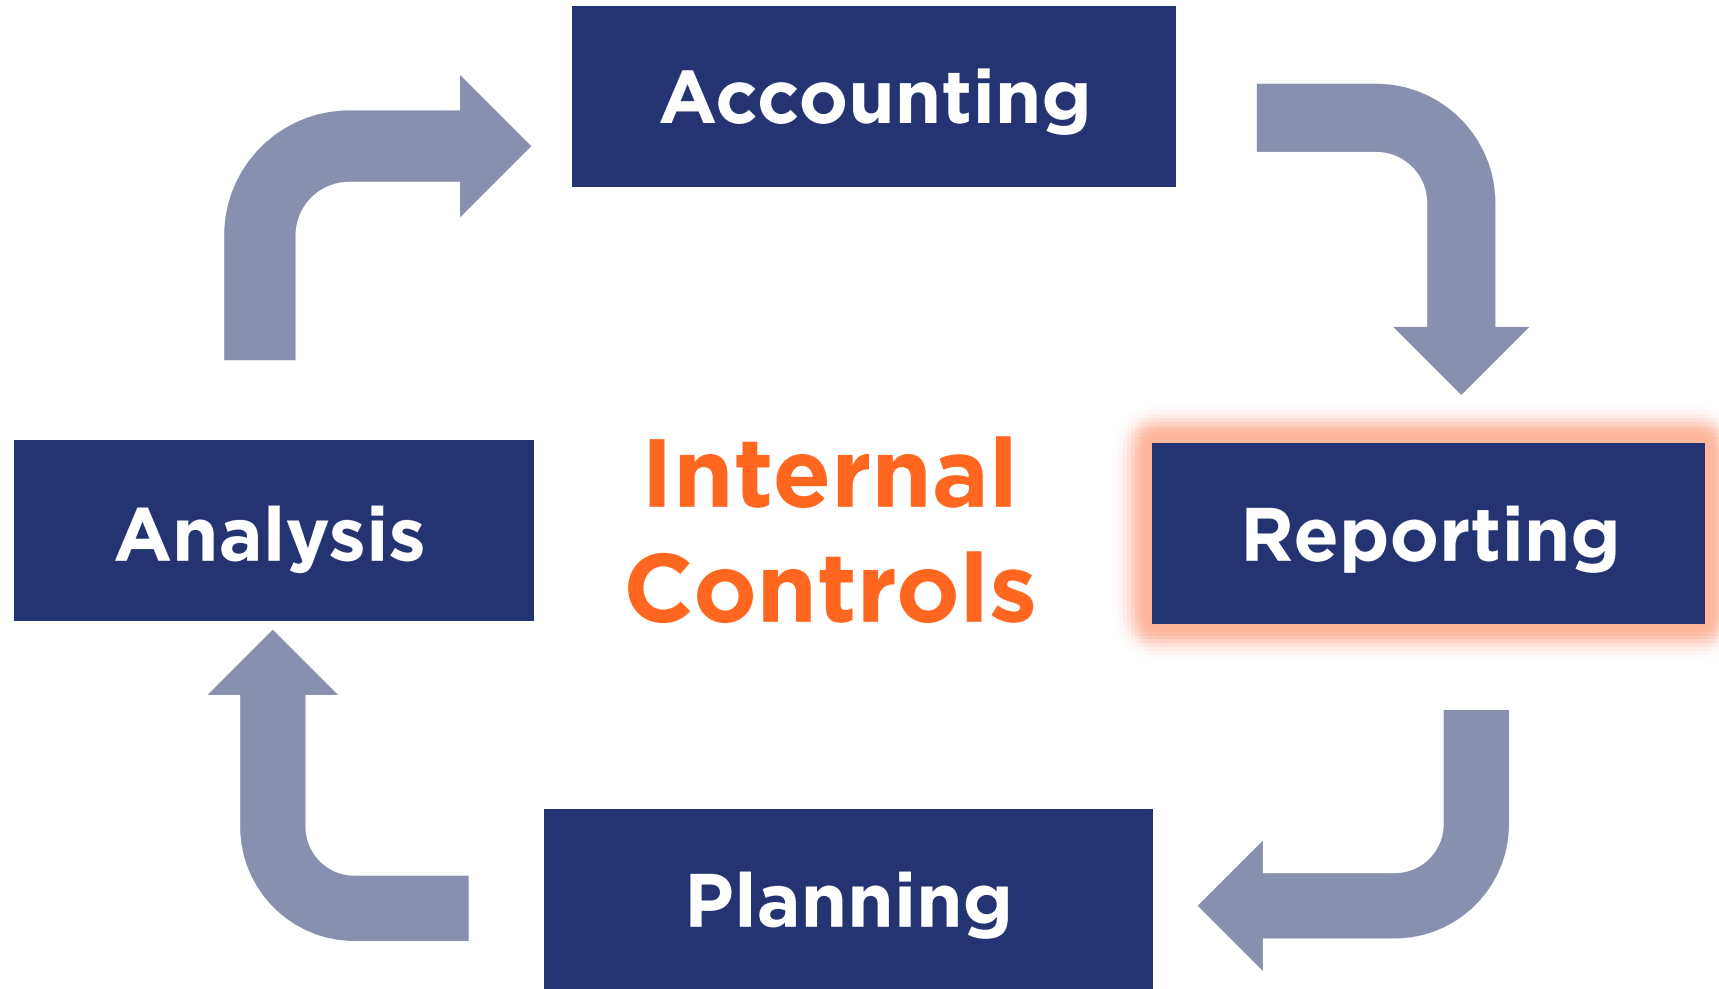 Accounting
Internal
Controls
Analysis
Reporting
Planning